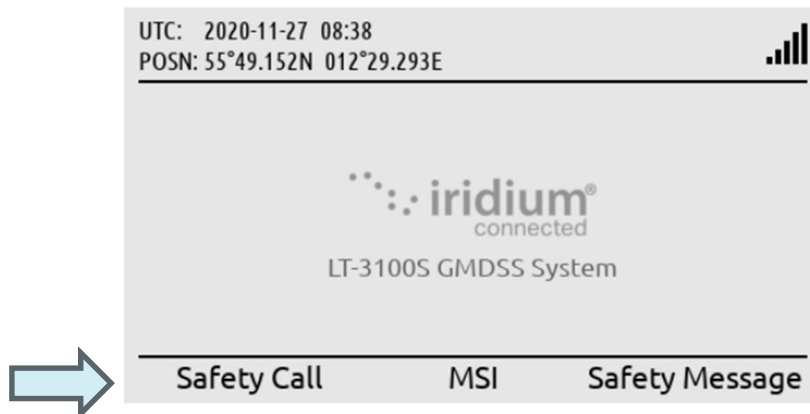 UTC: 2020-11-27 08:38
POSN: 55°49.152N 012°29.293E
iridium®
connected
LT-3100S GMDSS System
Safety Call MSI Safety Message